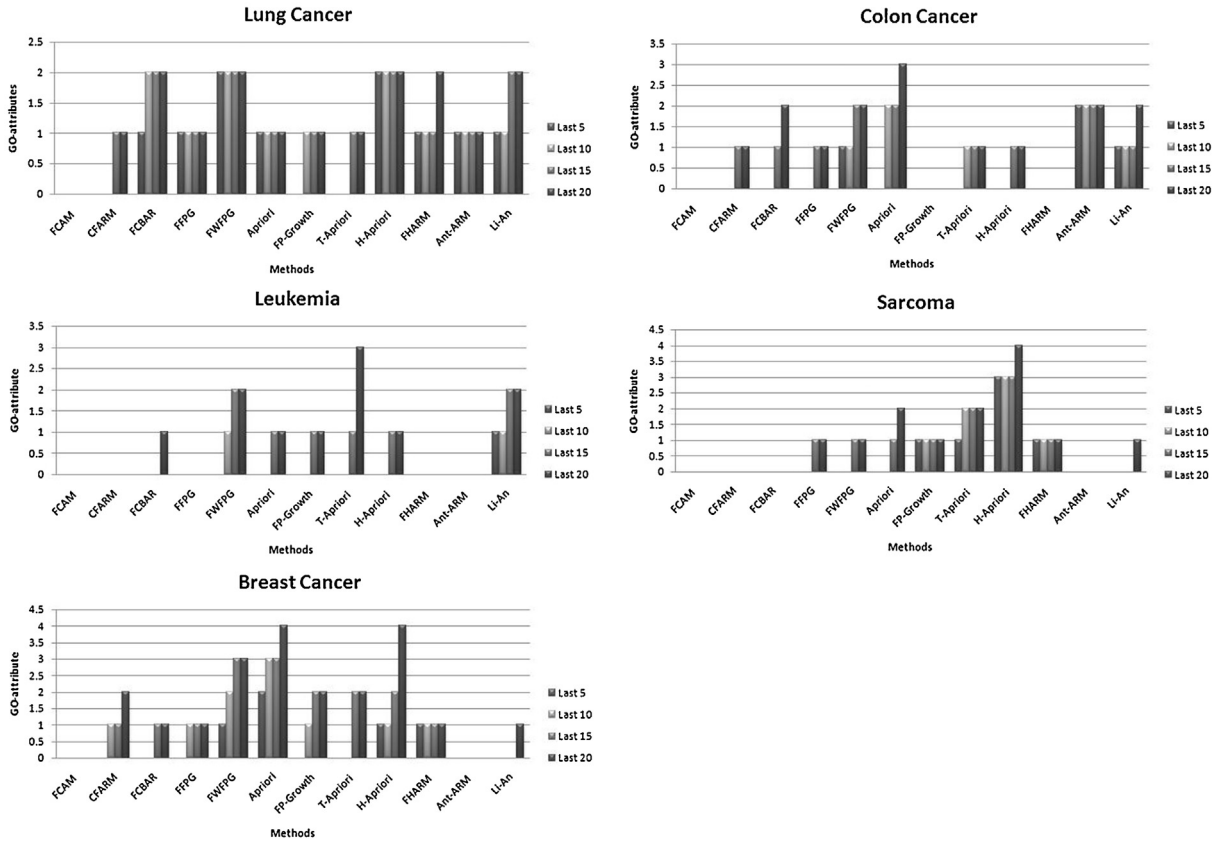 Lung Cancer
GO-attributes
2.5
2
1.5
1
0.5
0
FCAM
CFARM
FCBAR
FFPG
FWFPG
Apriori
FP-Growth
T-Apriori
H-Apriori
FHARM
Ant-ARM
Li-An
Methods
Last 5
Last 10
Last 15
Last 20
Colon Cancer
GO-attribute
3.5
3
2.5
2
1.5
1
0.5
0
FCAM
CFARM
FCBAR
FFPG
FWFPG
Apriori
FP-Growth
T-Apriori
H-Apriori
FHARM
Ant-ARM
Li-An
Methods
Last 5
Last 10
Last 15
Last 20
Leukemia
GO-attribute
3.5
3
2.5
2
1.5
1
0.5
0
FCAM
CFARM
FCBAR
FFPG
FWFPG
Apriori
FP-Growth
T-Apriori
H-Apriori
FHARM
Ant-ARM
Li-An
Methods
Last 5
Last 10
Last 15
Last 20
Sarcoma
GO-attribute
4.5
4
3.5
3
2.5
2
1.5
1
0.5
0
FCAM
CFARM
FCBAR
FFPG
FWFPG
Apriori
FP-Growth
T-Apriori
H-Apriori
FHARM
Ant-ARM
Li-An
Methods
Last 5
Last 10
Last 15
Last 20
Breast Cancer
GO-attribute
4.5
4
3.5
3
2.5
2
1.5
1
0.5
0
FCAM
CFARM
FCBAR
FFPG
FWFPG
Apriori
FP-Growth
T-Apriori
H-Apriori
FHARM
Ant-ARM
Li-An
Methods
Last 5
Last 10
Last 15
Last 20